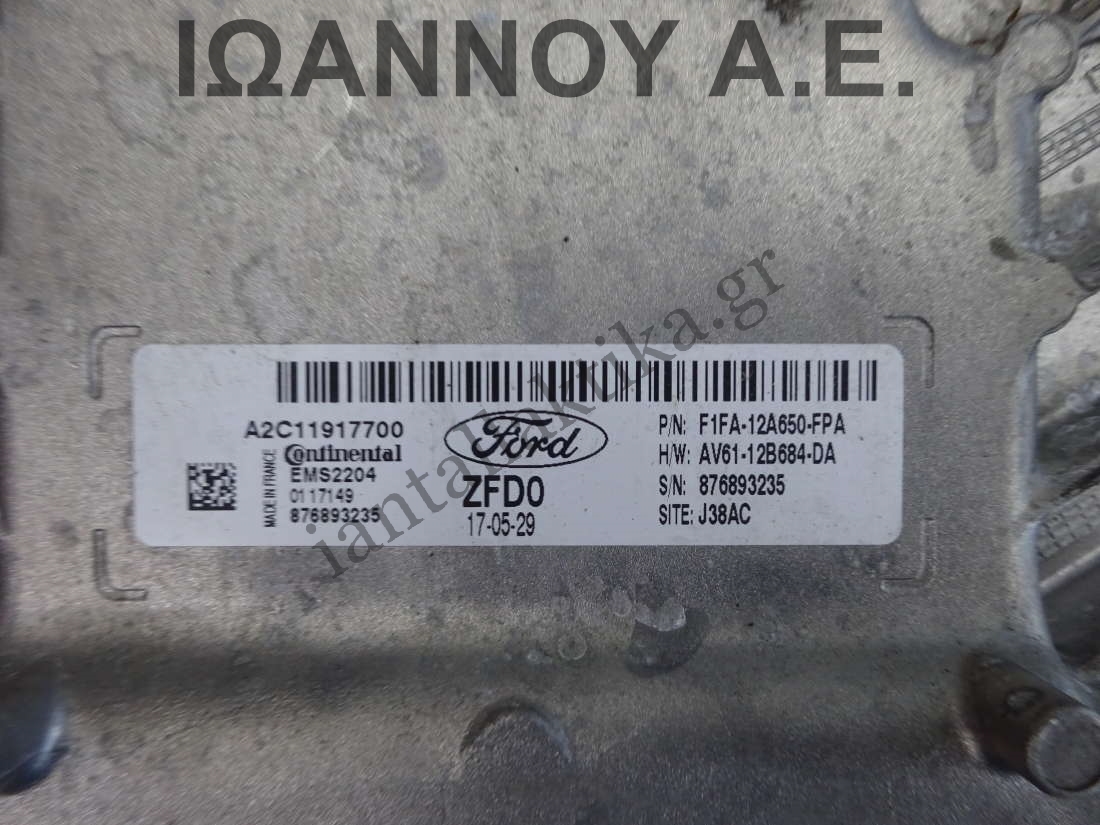 ΙΩΑΝΝΟΥ Α.Ε.
.iantallaktika.gr
A2C11917700
Continental
EMS2204
0117149
876893235
MADE IN FRANCE
Ford
ZFD0
17-05-29
P/N: F1FA-12A650-FPA
H/W: AV61-12B684-DA
S/N: 876893235
SITE: J38AC